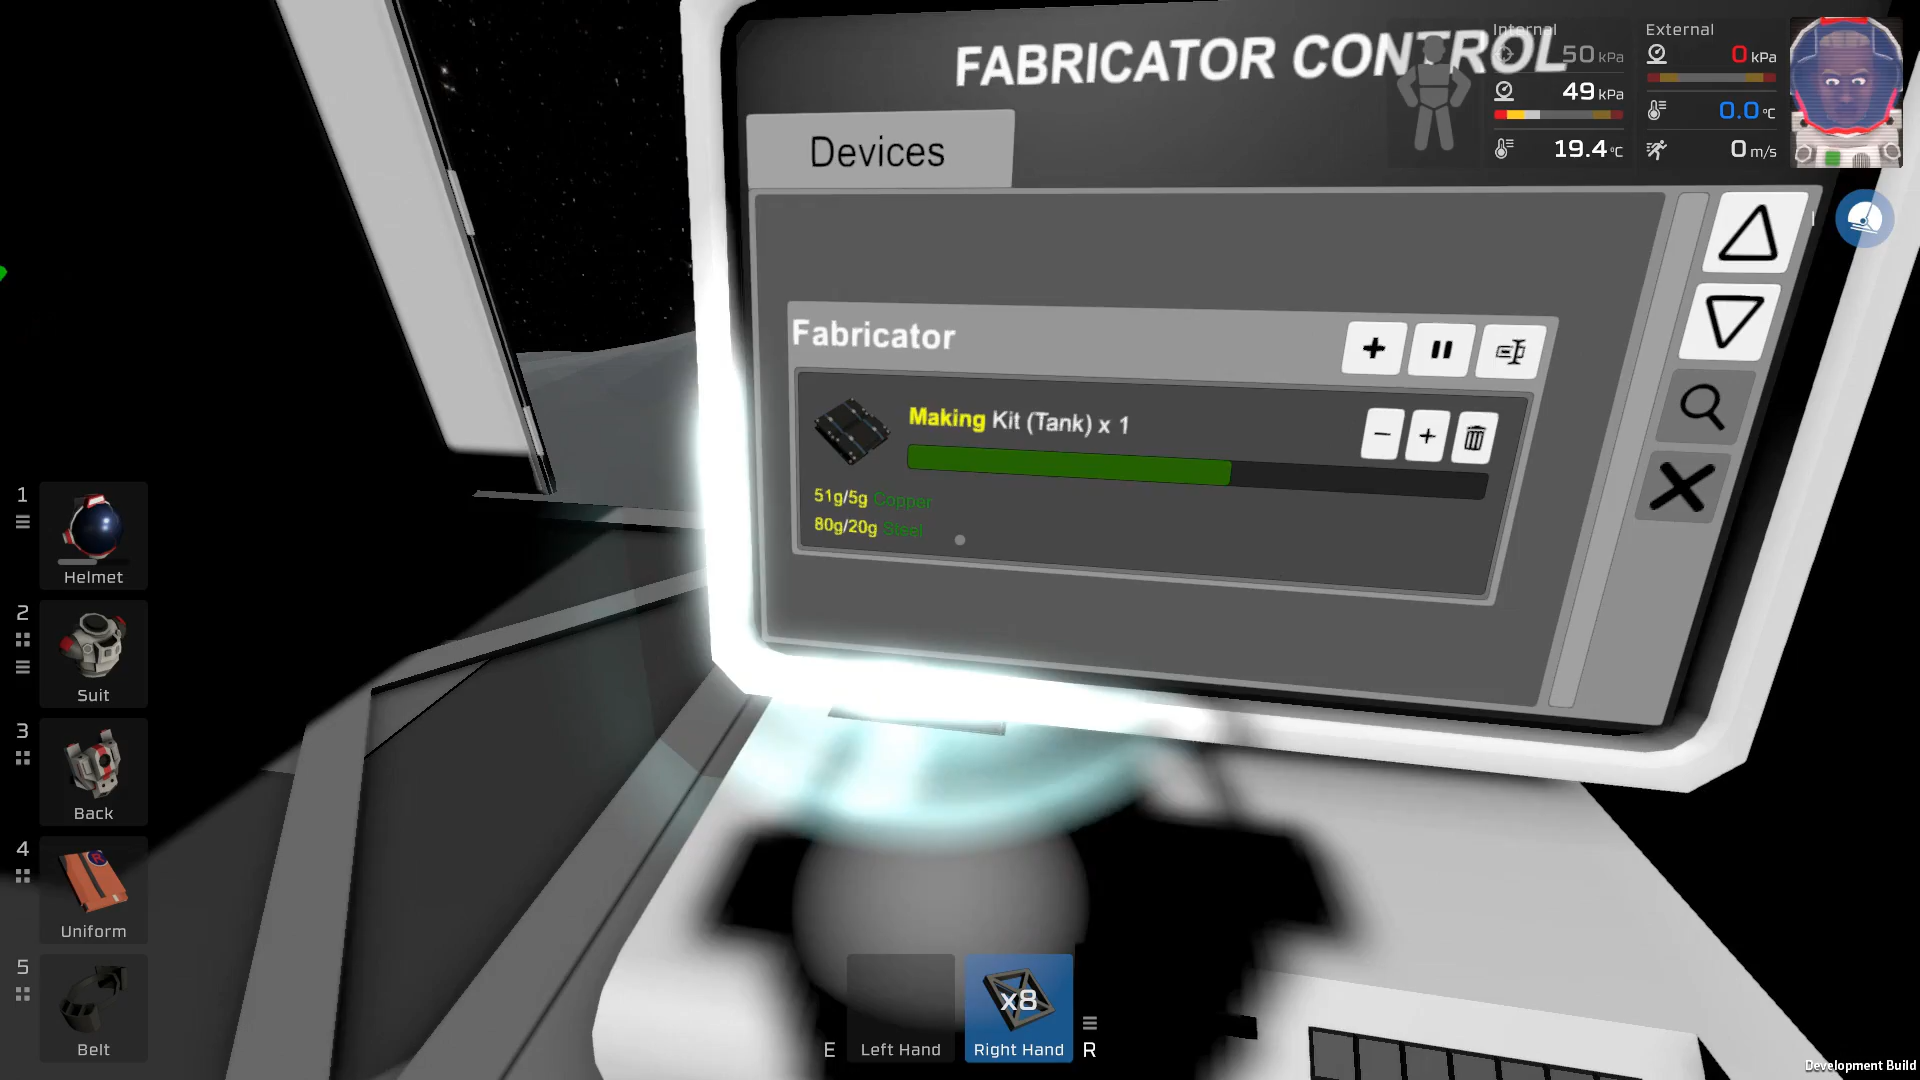 FABRICATOR CONTROL
Internal
50 kPa
49 kPa
19.4 °C
External
0 kPa
0.0 °C
0 m/s
Devices
Fabricator
Making Kit (Tank) x 1
51g/5g Copper
80g/20g Steel
1
Helmet
2
Suit
3
Back
4
Uniform
5
Belt
x8
E
Left Hand
Right Hand
R
Development Build